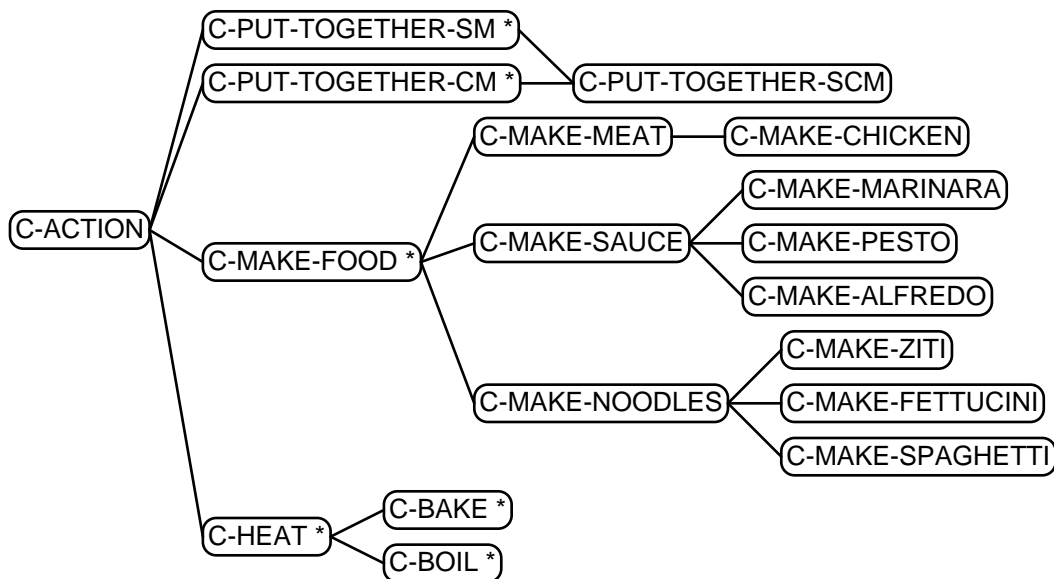 C-PUT-TOGETHER-SM *
C-PUT-TOGETHER-CM *
C-PUT-TOGETHER-SCM
C-MAKE-MEAT
C-MAKE-CHICKEN
C-MAKE-MARINARA
C-ACTION
C-MAKE-FOOD *
C-MAKE-SAUCE
C-MAKE-PESTO
C-MAKE-ALFREDO
C-MAKE-ZITI
C-MAKE-NOODLES
C-MAKE-FETTUCINI
C-MAKE-SPAGHETTI
C-HEAT *
C-BAKE *
C-BOIL *